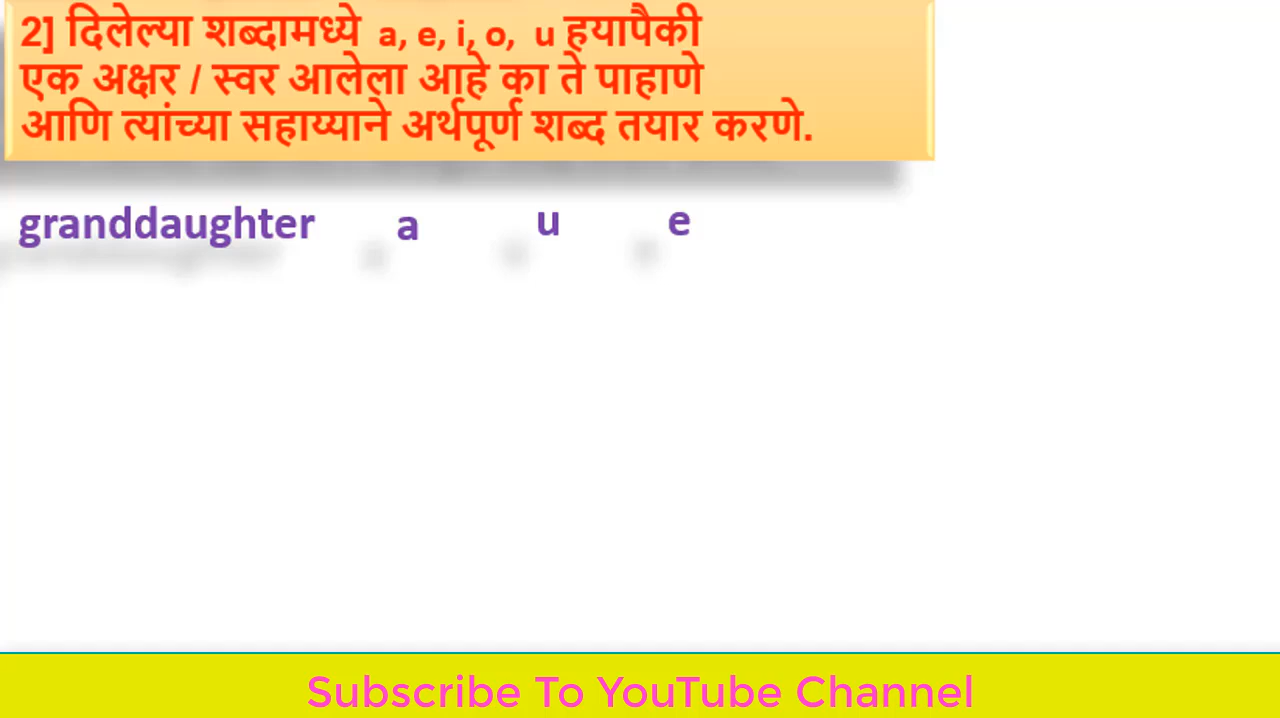 2] दिलेल्या शब्दामध्ये a, e, i, o, u हयापैकी
एक अक्षर / स्वर आलेला आहे का ते पाहाणे
आणि त्यांच्या सहाय्याने अर्थपूर्ण शब्द तयार करणे.
granddaughter a u e
Subscribe To YouTube Channel